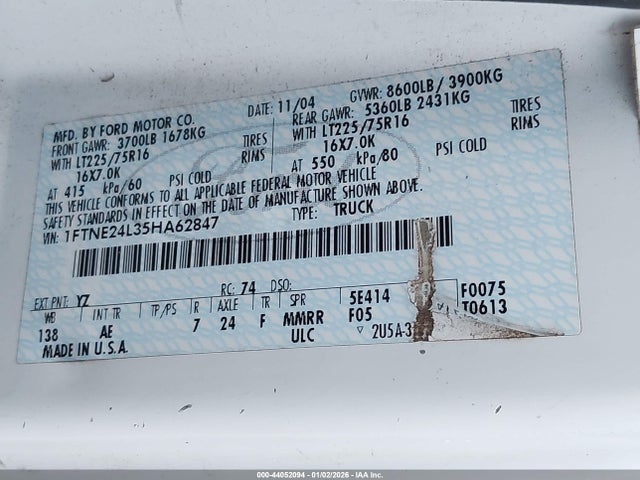 MFD. BY FORD MOTOR CO.
DATE: 11/04 GVWR: 8600LB/ 3900KG
FRONT GAWR: 3700LB 1678KG REAR GAWR: 5360LB 2431KG
WITH LT225/75R16 TIRES WITH LT225/75R16 TIRES
16X7.0K RIMS 16X7.0K RIMS
AT 415 kPa/60 PSI COLD AT 550 kPa/80 PSI COLD
THIS VEHICLE CONFORMS TO ALL APPLICABLE FEDERAL MOTOR VEHICLE
SAFETY STANDARDS IN EFFECT ON THE DATE OF MANUFACTURE SHOWN ABOVE.
VIN: 1FTNE24L35HA62847 TYPE: TRUCK
EXT PNT: YZ RC: 74 DSO:
WB INT TR TP/PS R AXLE TR SPR 5E414 F0075
138 AE 7 24 F MMRR F05 T0613
MADE IN U.S.A. ULC ▽ 2U5A-3
000-44052094 - 01/02/2026 - IAA Inc.